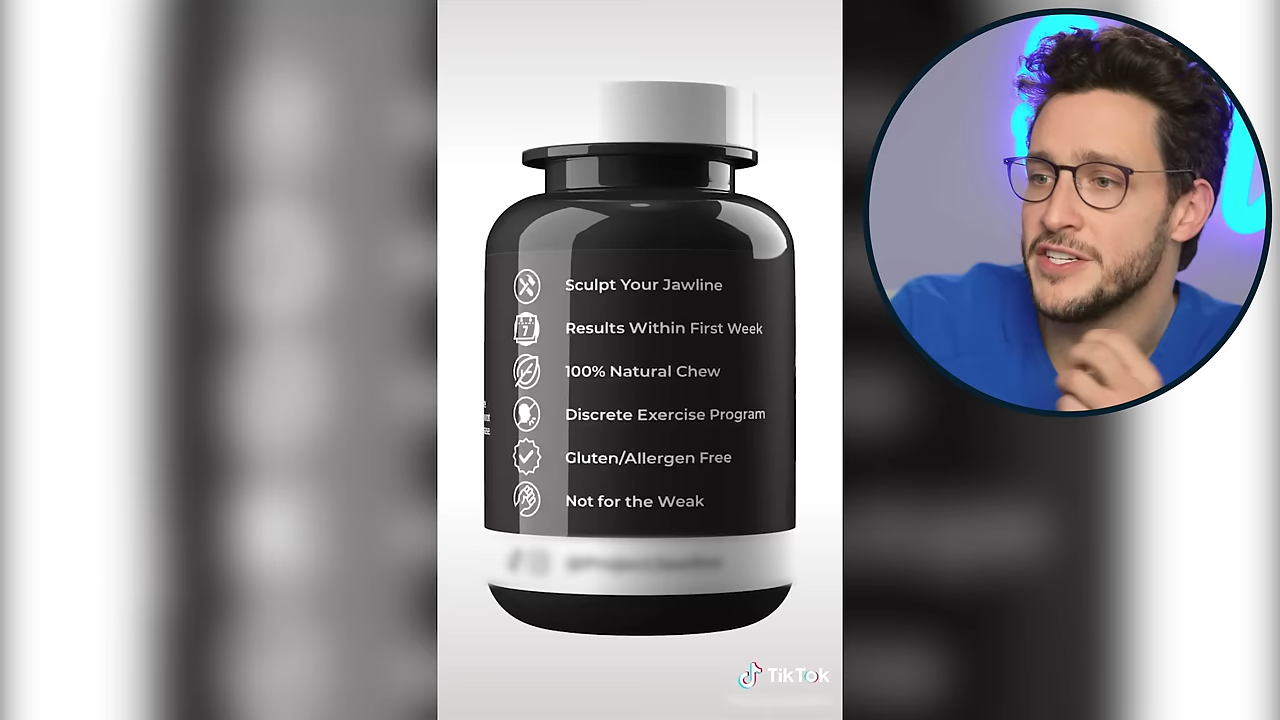 Sculpt Your Jawline
7
Results Within First Week
100% Natural Chew
Discrete Exercise Program
Gluten/Allergen Free
Not for the Weak
TikTok